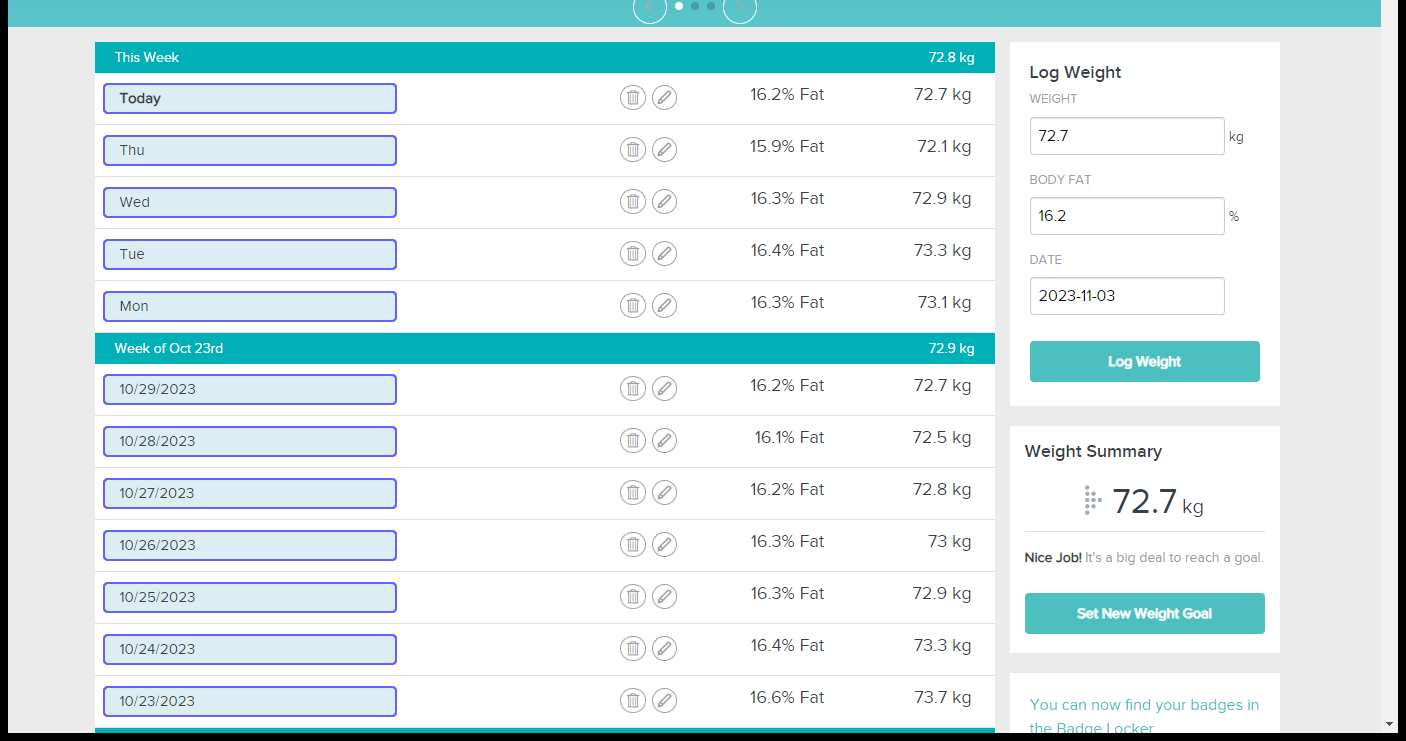 This Week 72.8 kg
Today 16.2% Fat 72.7 kg
Thu 15.9% Fat 72.1 kg
Wed 16.3% Fat 72.9 kg
Tue 16.4% Fat 73.3 kg
Mon 16.3% Fat 73.1 kg
Week of Oct 23rd 72.9 kg
10/29/2023 16.2% Fat 72.7 kg
10/28/2023 16.1% Fat 72.5 kg
10/27/2023 16.2% Fat 72.8 kg
10/26/2023 16.3% Fat 73 kg
10/25/2023 16.3% Fat 72.9 kg
10/24/2023 16.4% Fat 73.3 kg
10/23/2023 16.6% Fat 73.7 kg
Log Weight
WEIGHT
72.7 kg
BODY FAT
16.2 %
DATE
2023-11-03
Log Weight
Weight Summary
72.7 kg
Nice Job! It's a big deal to reach a goal.
Set New Weight Goal
You can now find your badges in
the Badge Locker